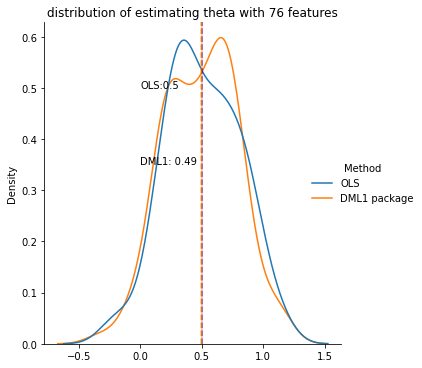 distribution of estimating theta with 76 features
0.6
0.5
0.4
0.3
0.2
0.1
0.0
Density
OLS:0.5
DML1: 0.49
Method
OLS
DML1 package
−0.5
0.0
0.5
1.0
1.5